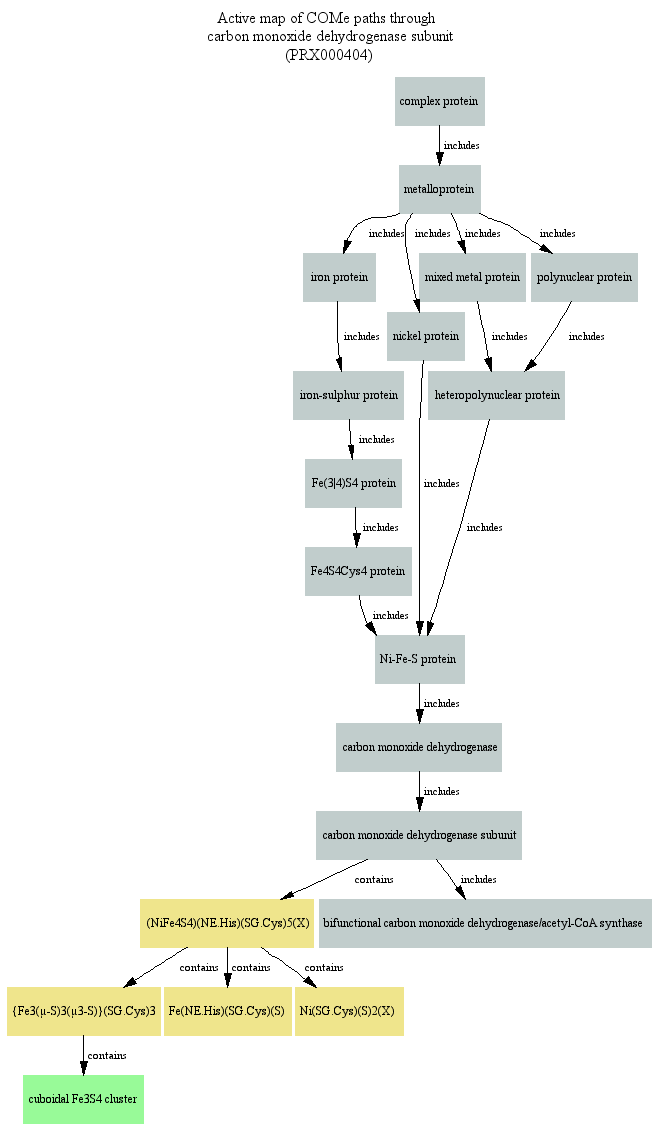 Active map of COMe paths through
carbon monoxide dehydrogenase subunit
(PRX000404)
complex protein
includes
metalloprotein
includes
includes
includes
includes
iron protein
mixed metal protein
polynuclear protein
nickel protein
includes
includes
includes
iron-sulphur protein
heteropolynuclear protein
includes
Fe(3|4)S4 protein
includes
includes
includes
Fe4S4Cys4 protein
includes
Ni-Fe-S protein
includes
carbon monoxide dehydrogenase
includes
carbon monoxide dehydrogenase subunit
contains
includes
(NiFe4S4)(NE.His)(SG.Cys)5(X)
bifunctional carbon monoxide dehydrogenase/acetyl-CoA synthase
contains
contains
contains
{Fe3(μ-S)3(μ3-S)}(SG.Cys)3
Fe(NE.His)(SG.Cys)(S)
Ni(SG.Cys)(S)2(X)
contains
cuboidal Fe3S4 cluster